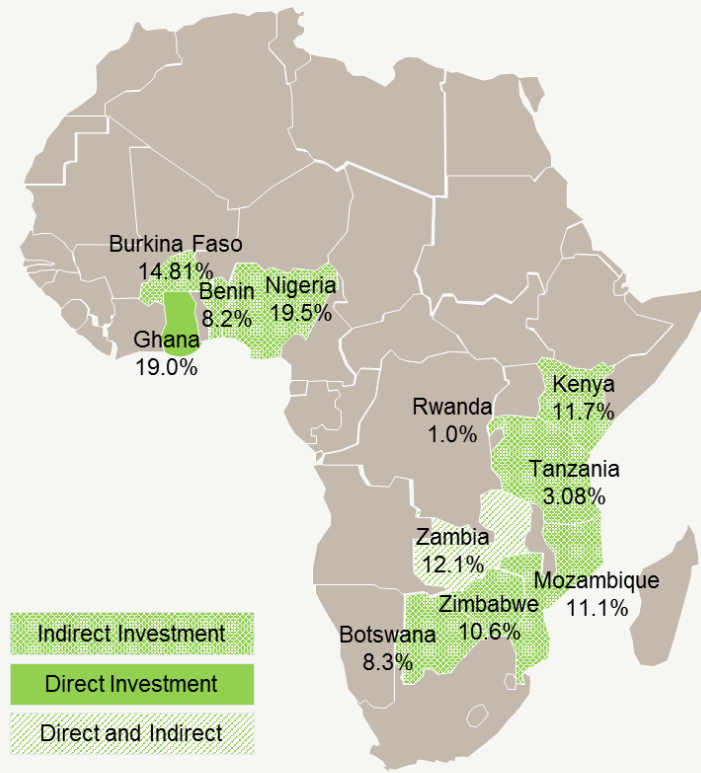 Burkina Faso
14.81%
Benin
8.2%
Nigeria
19.5%
Ghana
19.0%
Kenya
11.7%
Rwanda
1.0%
Tanzania
3.08%
Zambia
12.1%
Mozambique
11.1%
Zimbabwe
10.6%
Botswana
8.3%
Indirect Investment
Direct Investment
Direct and Indirect